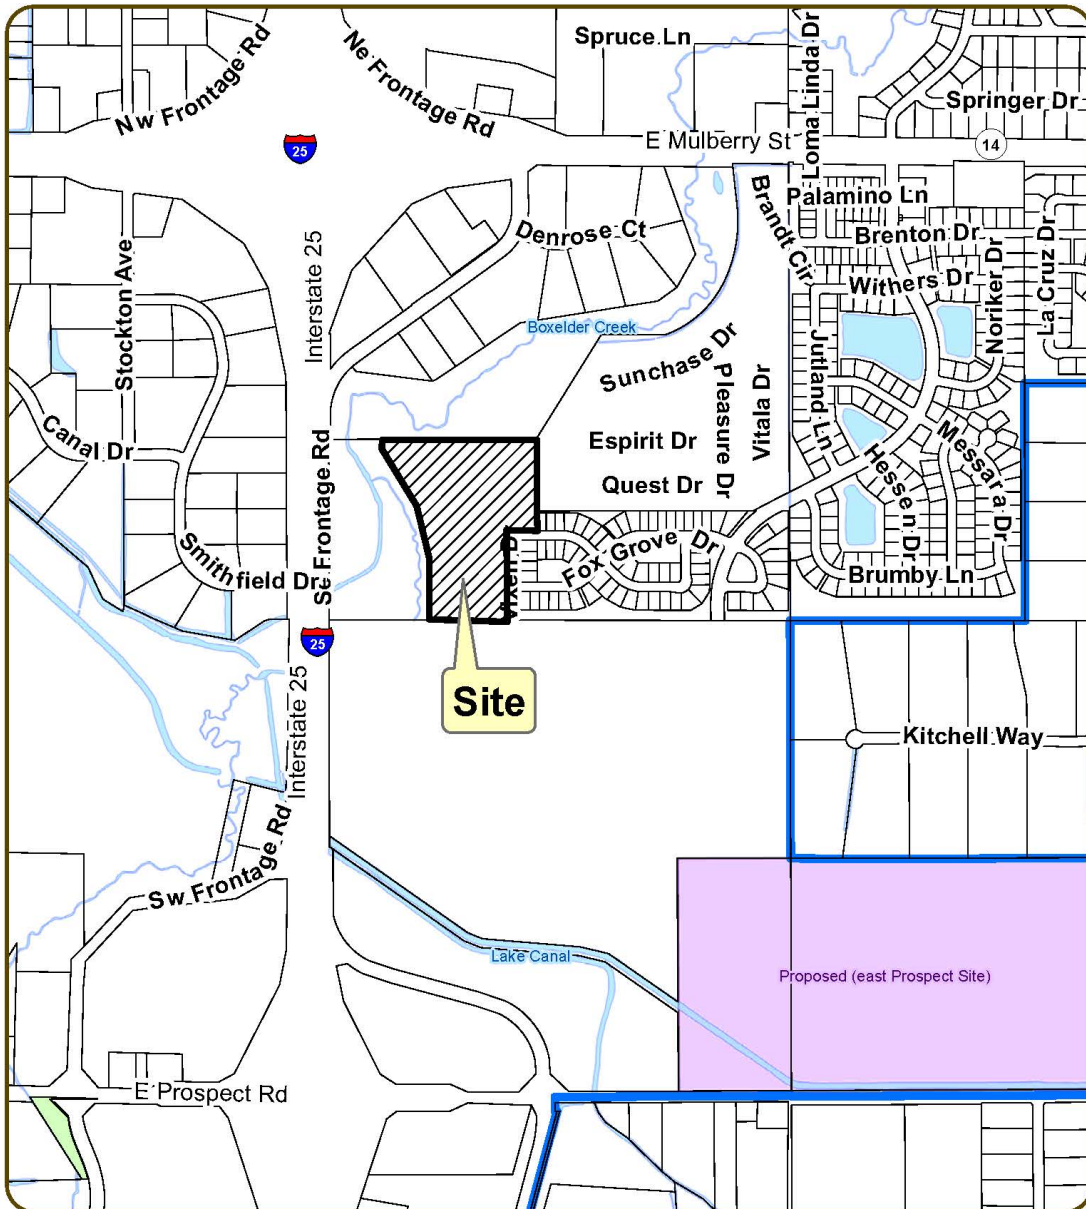 Spruce Ln
Loma Linda Dr
Nw Frontage Rd
Ne Frontage Rd
Springer Dr
E Mulberry St
14
25
Palamino Ln
Brandt Cir
Denrose Ct
Brenton Dr
La Cruz Dr
Stockton Ave
Interstate 25
Withers Dr
Noriker Dr
Boxelder Creek
Sunchase Dr
Jutland Ln
Pleasure Dr
Vitala Dr
Canal Dr
Se Frontage Rd
Espirit Dr
Messara Dr
Hessen Dr
Quest Dr
Smithfield Dr
Vixen Dr
Fox Grove Dr
Brumby Ln
25
Site
Interstate 25
Kitchell Way
Sw Frontage Rd
Lake Canal
Proposed (east Prospect Site)
E Prospect Rd